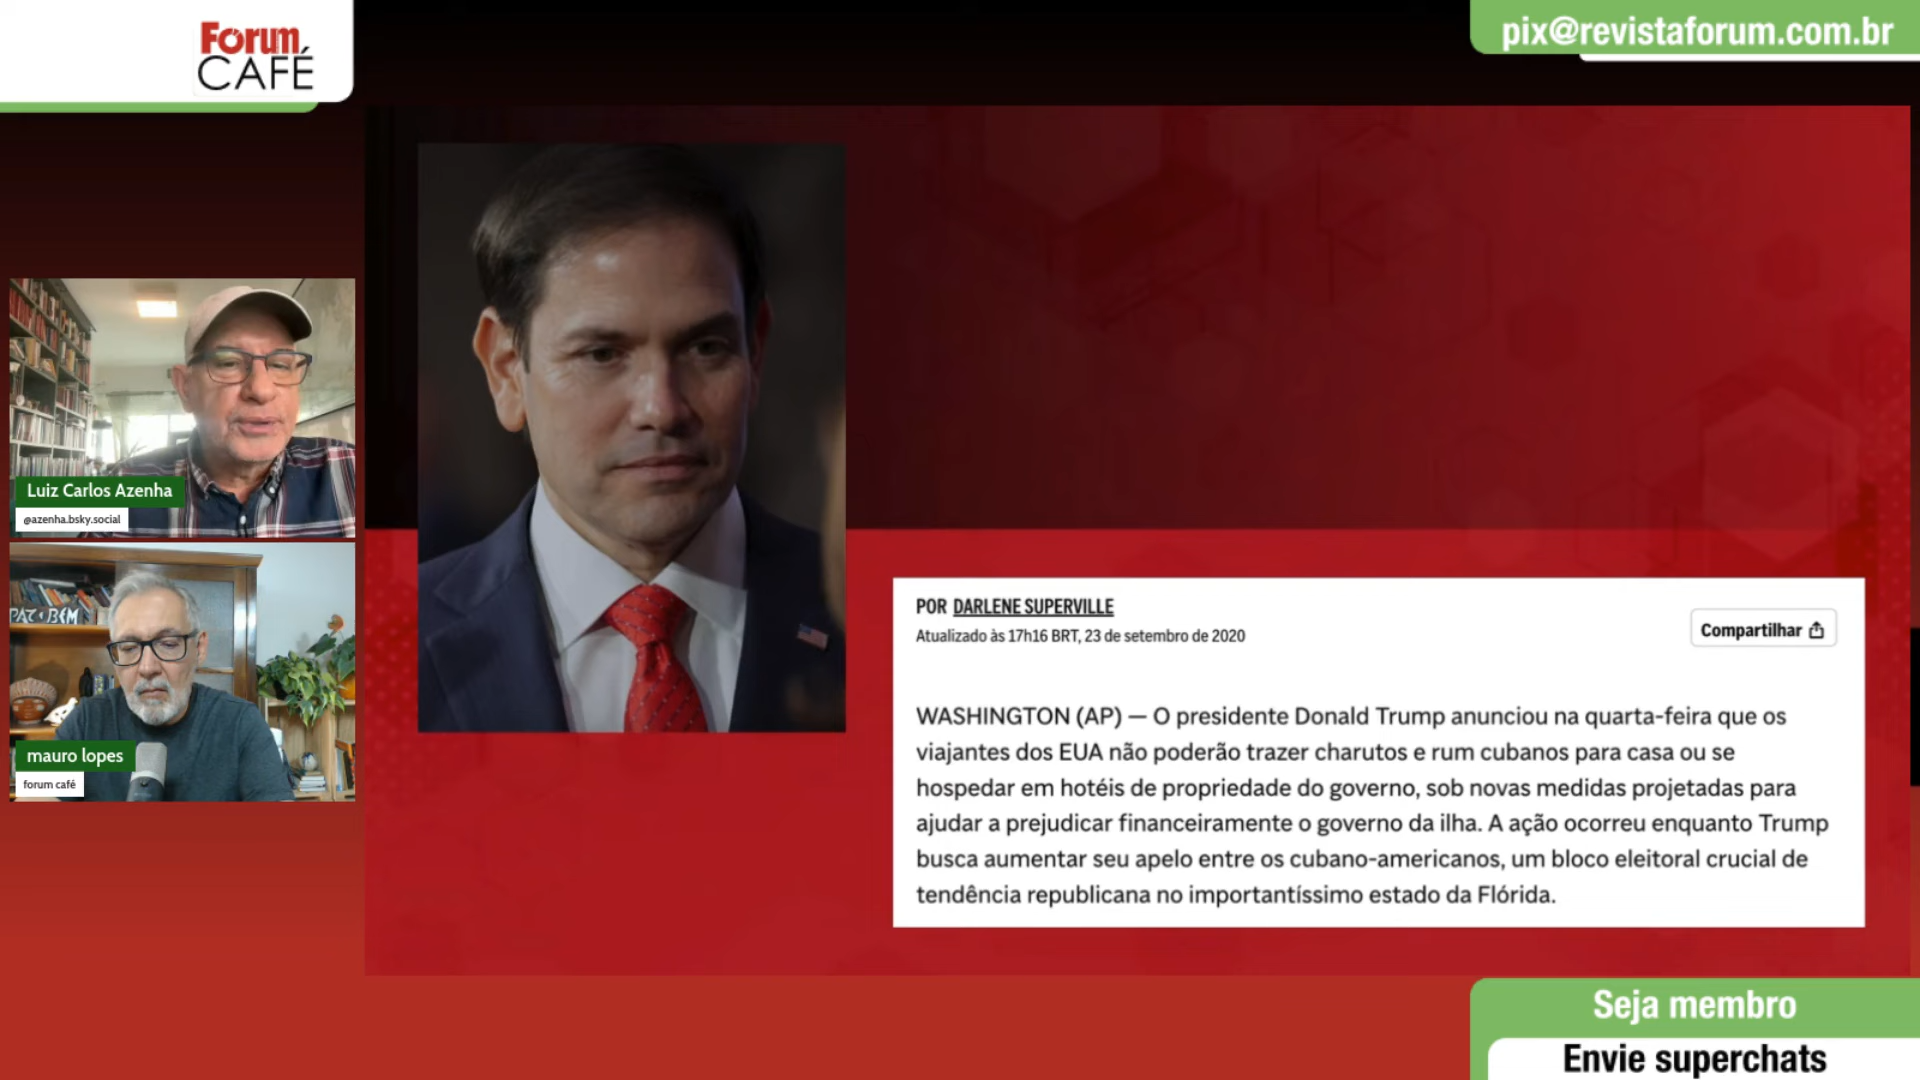 Forum
CAFÉ
pix@revistaforum.com.br
Luiz Carlos Azenha
@azenha.bsky.social
PAZ E BEM
mauro lopes
forum café
POR DARLENE SUPERVILLE
Atualizado às 17h16 BRT, 23 de setembro de 2020
Compartilhar
WASHINGTON (AP) — O presidente Donald Trump anunciou na quarta-feira que os
viajantes dos EUA não poderão trazer charutos e rum cubanos para casa ou se
hospedar em hotéis de propriedade do governo, sob novas medidas projetadas para
ajudar a prejudicar financeiramente o governo da ilha. A ação ocorreu enquanto Trump
busca aumentar seu apelo entre os cubano-americanos, um bloco eleitoral crucial de
tendência republicana no importantíssimo estado da Flórida.
Seja membro
Envie superchats